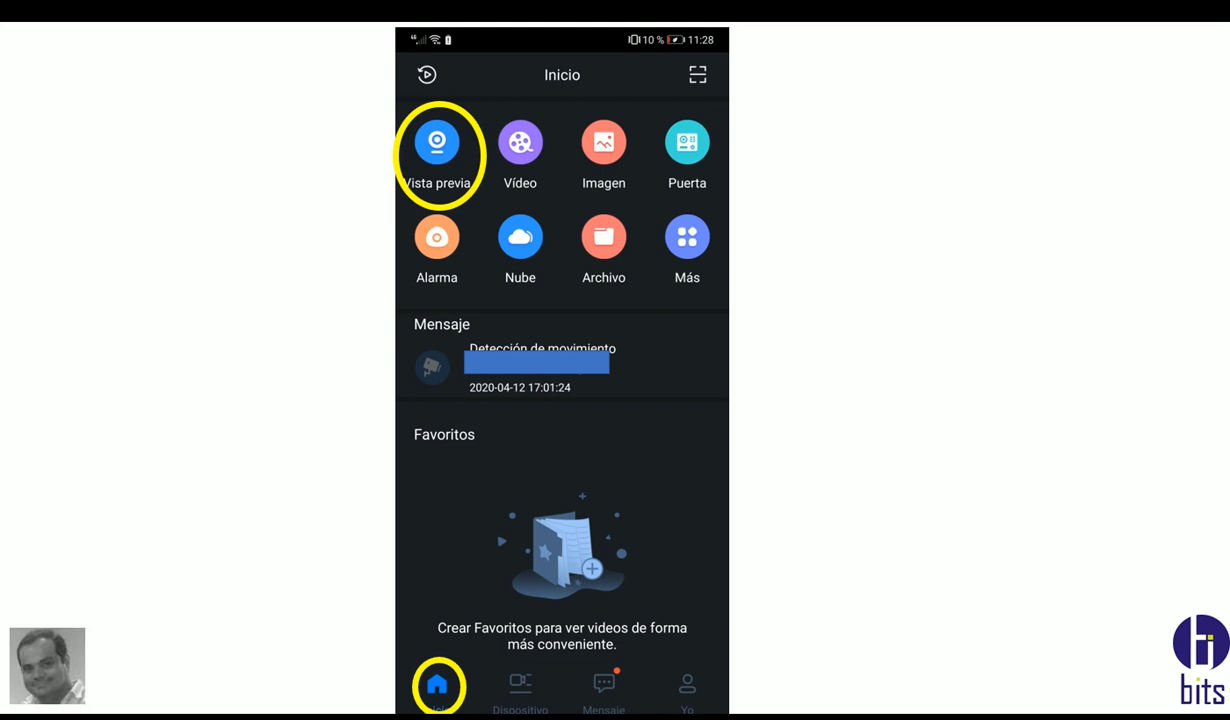 10 % 11:28
Inicio
Vista previa Vídeo Imagen Puerta
Alarma Nube Archivo Más
Mensaje
Detección de movimiento
2020-04-12 17:01:24
Favoritos
Crear Favoritos para ver videos de forma
más conveniente.
Dispositivo Mensaje Yo
hi
bits